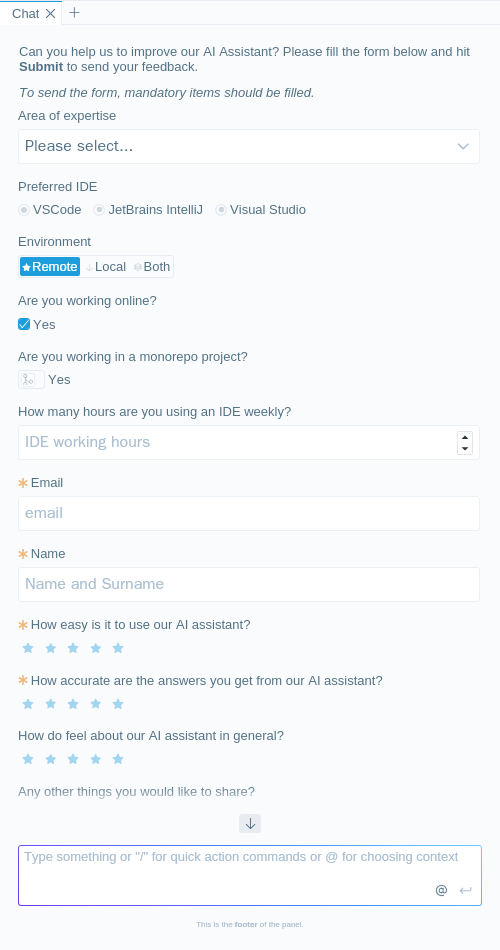 Chat
Can you help us to improve our AI Assistant? Please fill the form below and hit
Submit to send your feedback.
To send the form, mandatory items should be filled.
Area of expertise
Please select...
Preferred IDE
VSCode JetBrains IntelliJ Visual Studio
Environment
Remote Local Both
Are you working online?
Yes
Are you working in a monorepo project?
Yes
How many hours are you using an IDE weekly?
IDE working hours
Email
email
Name
Name and Surname
How easy is it to use our AI assistant?
How accurate are the answers you get from our AI assistant?
How do feel about our AI assistant in general?
Any other things you would like to share?
Type something or "/" for quick action commands or @ for choosing context
@
This is the footer of the panel.